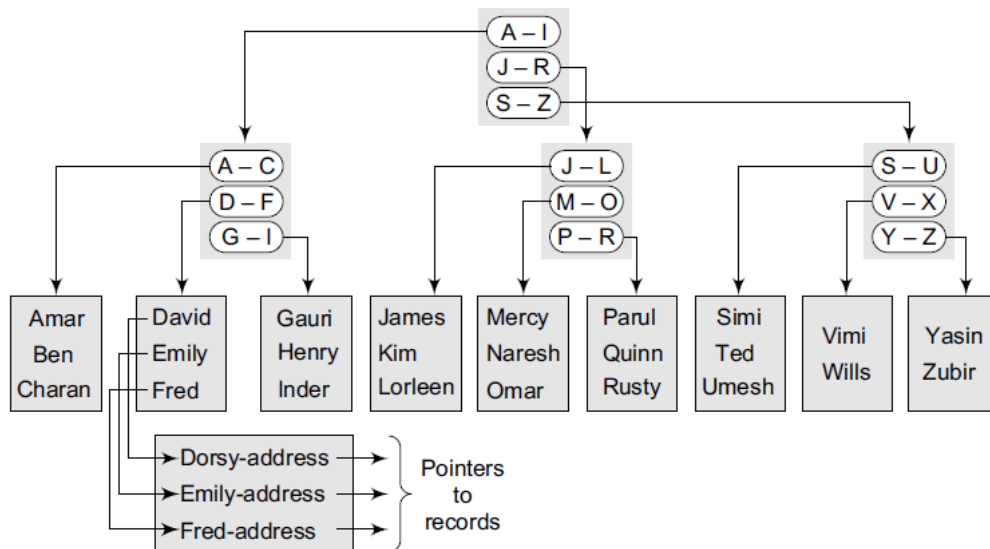 A – I
J – R
S – Z
A – C
D – F
G – I
J – L
M – O
P – R
S – U
V – X
Y – Z
Amar
Ben
Charan
David
Emily
Fred
Gauri
Henry
Inder
James
Kim
Lorleen
Mercy
Naresh
Omar
Parul
Quinn
Rusty
Simi
Ted
Umesh
Vimi
Wills
Yasin
Zubir
Dorsy-address
Emily-address
Fred-address
Pointers
to
records